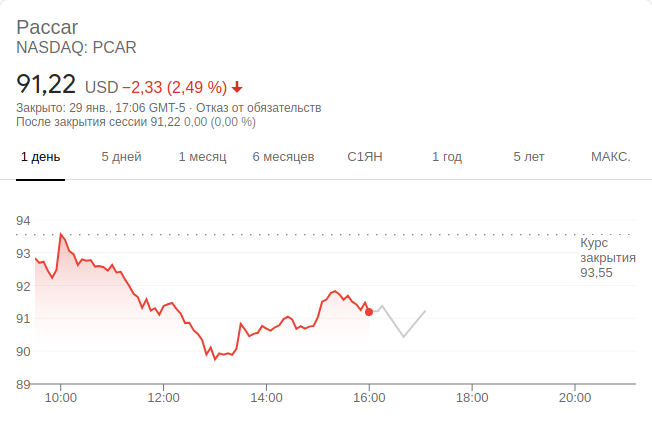 Paccar
NASDAQ: PCAR
91,22 USD −2,33 (2,49 %)
Закрыто: 29 янв., 17:06 GMT-5 · Отказ от обязательств
После закрытия сессии 91,22 0,00 (0,00 %)
1 день 5 дней 1 месяц 6 месяцев С1ЯН 1 год 5 лет МАКС.
94
Курс
93
закрытия
93,55
92
91
90
89
10:00 12:00 14:00 16:00 18:00 20:00